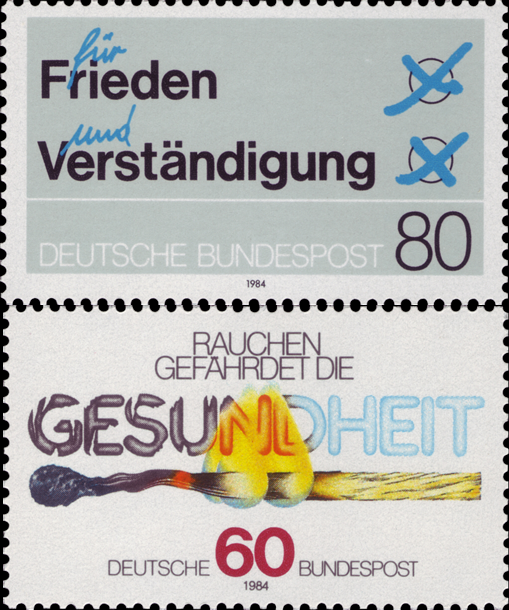 für
Frieden
und
Verständigung
DEUTSCHE BUNDESPOST 80
1984
RAUCHEN
GEFÄHRDET DIE
GESUNDHEIT
DEUTSCHE 60 BUNDESPOST
1984